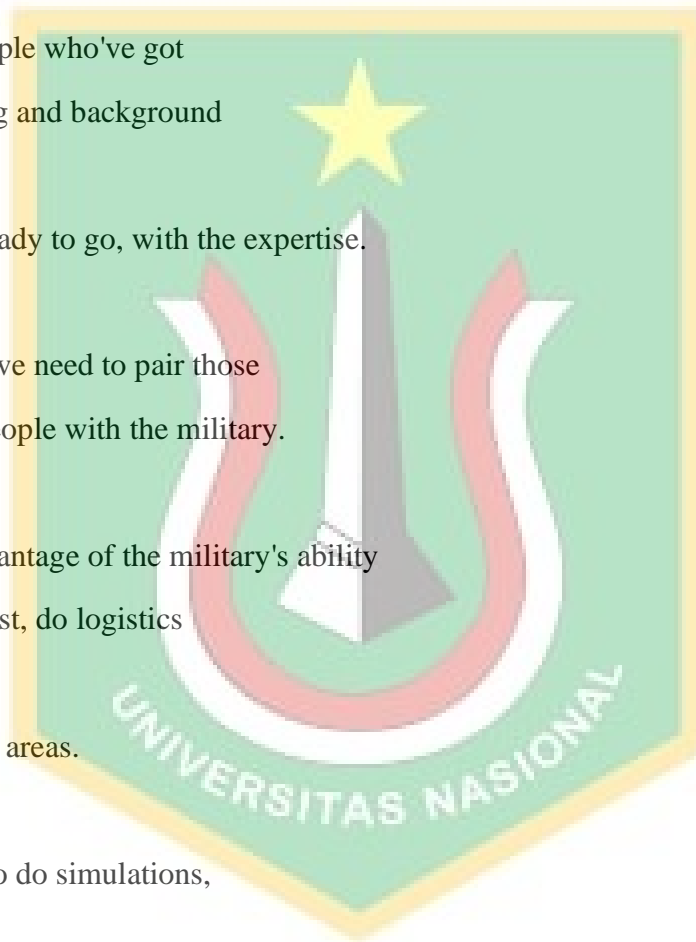 ple who've got
g and background
ady to go, with the expertise.
we need to pair those
ople with the military.
antage of the military's ability
st, do logistics
areas.
o do simulations,
UNIVERSITAS NASIONAL